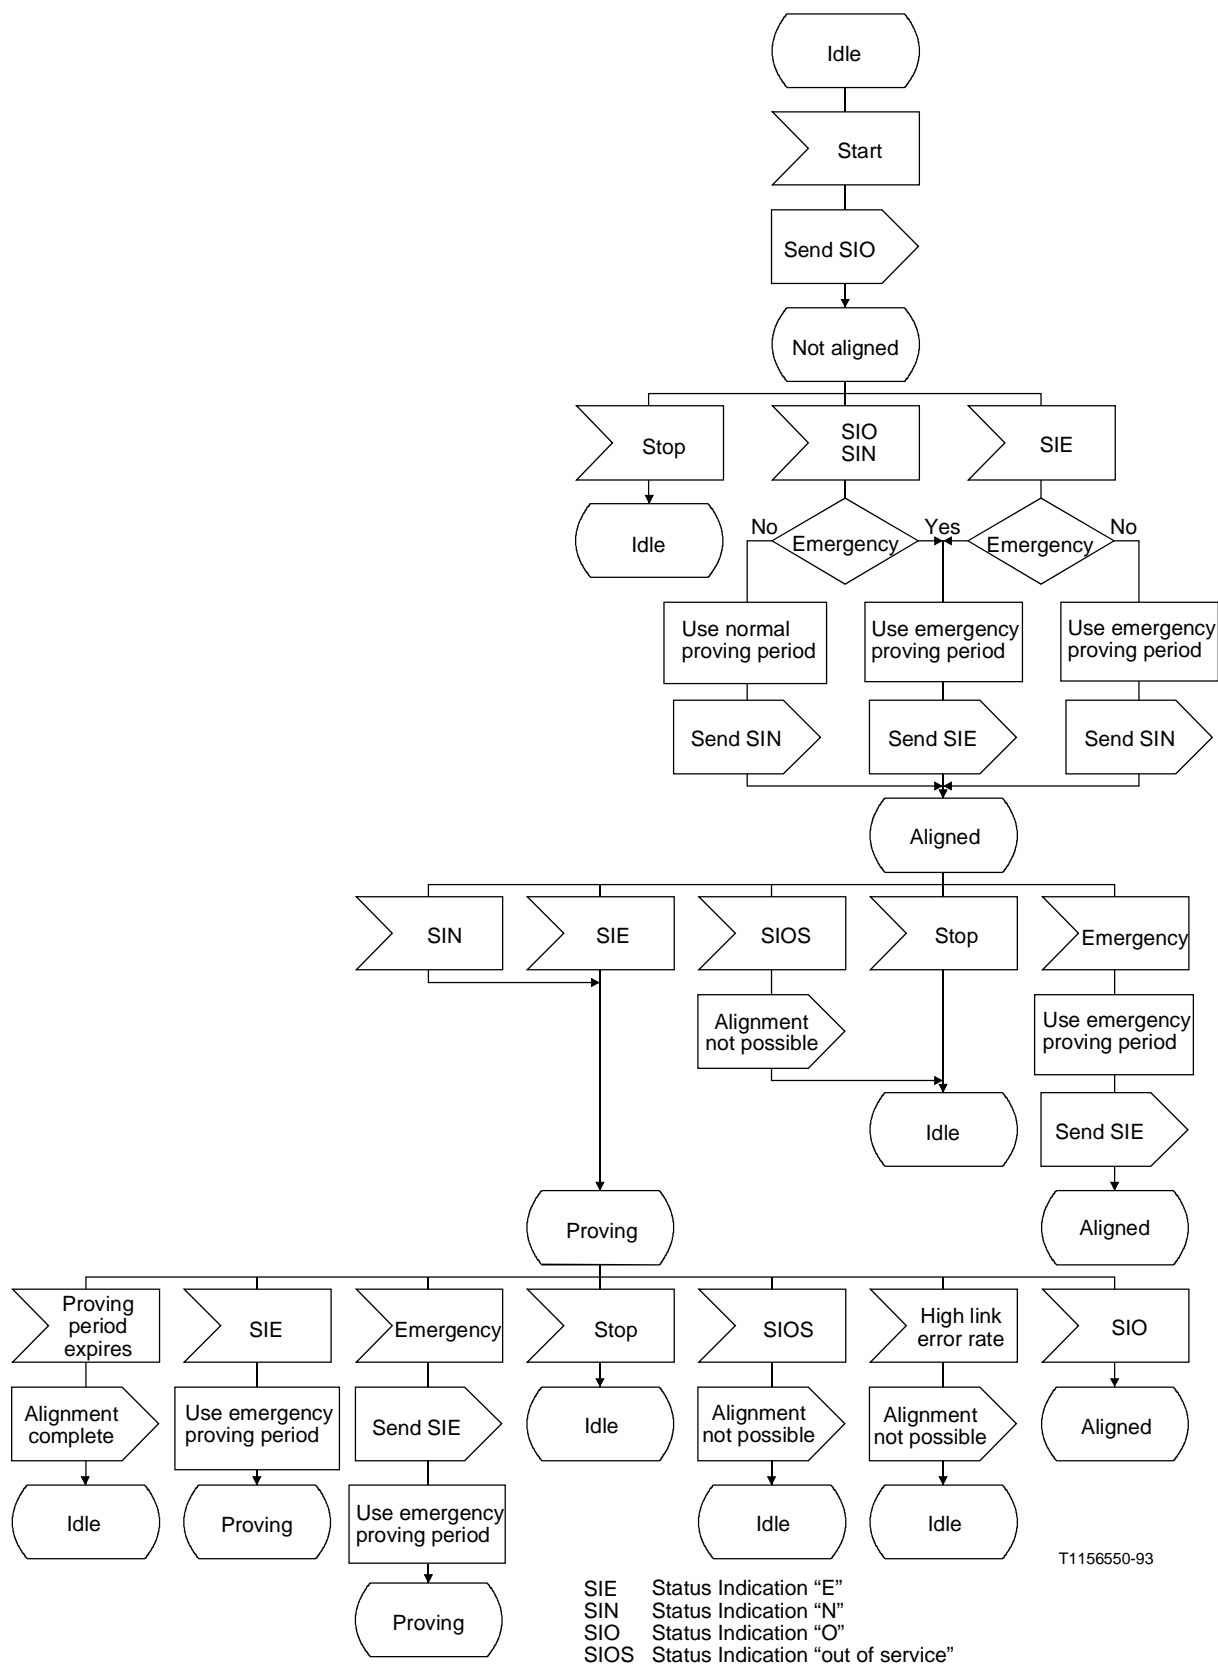 Idle
Start
Send SIO
Not aligned
Stop
SIO
SIN
SIE
Idle
No
Emergency
Yes
Emergency
No
Use normal
proving period
Use emergency
proving period
Use emergency
proving period
Send SIN
Send SIE
Send SIN
Aligned
SIN
SIE
SIOS
Stop
Emergency
Alignment
not possible
Use emergency
proving period
Idle
Send SIE
Proving
Aligned
Proving
period
expires
SIE
Emergency
Stop
SIOS
High link
error rate
SIO
Alignment
complete
Use emergency
proving period
Send SIE
Idle
Alignment
not possible
Alignment
not possible
Aligned
Idle
Proving
Use emergency
proving period
Idle
Idle
Proving
T1156550-93
SIE Status Indication “E”
SIN Status Indication “N”
SIO Status Indication “O”
SIOS Status Indication “out of service”